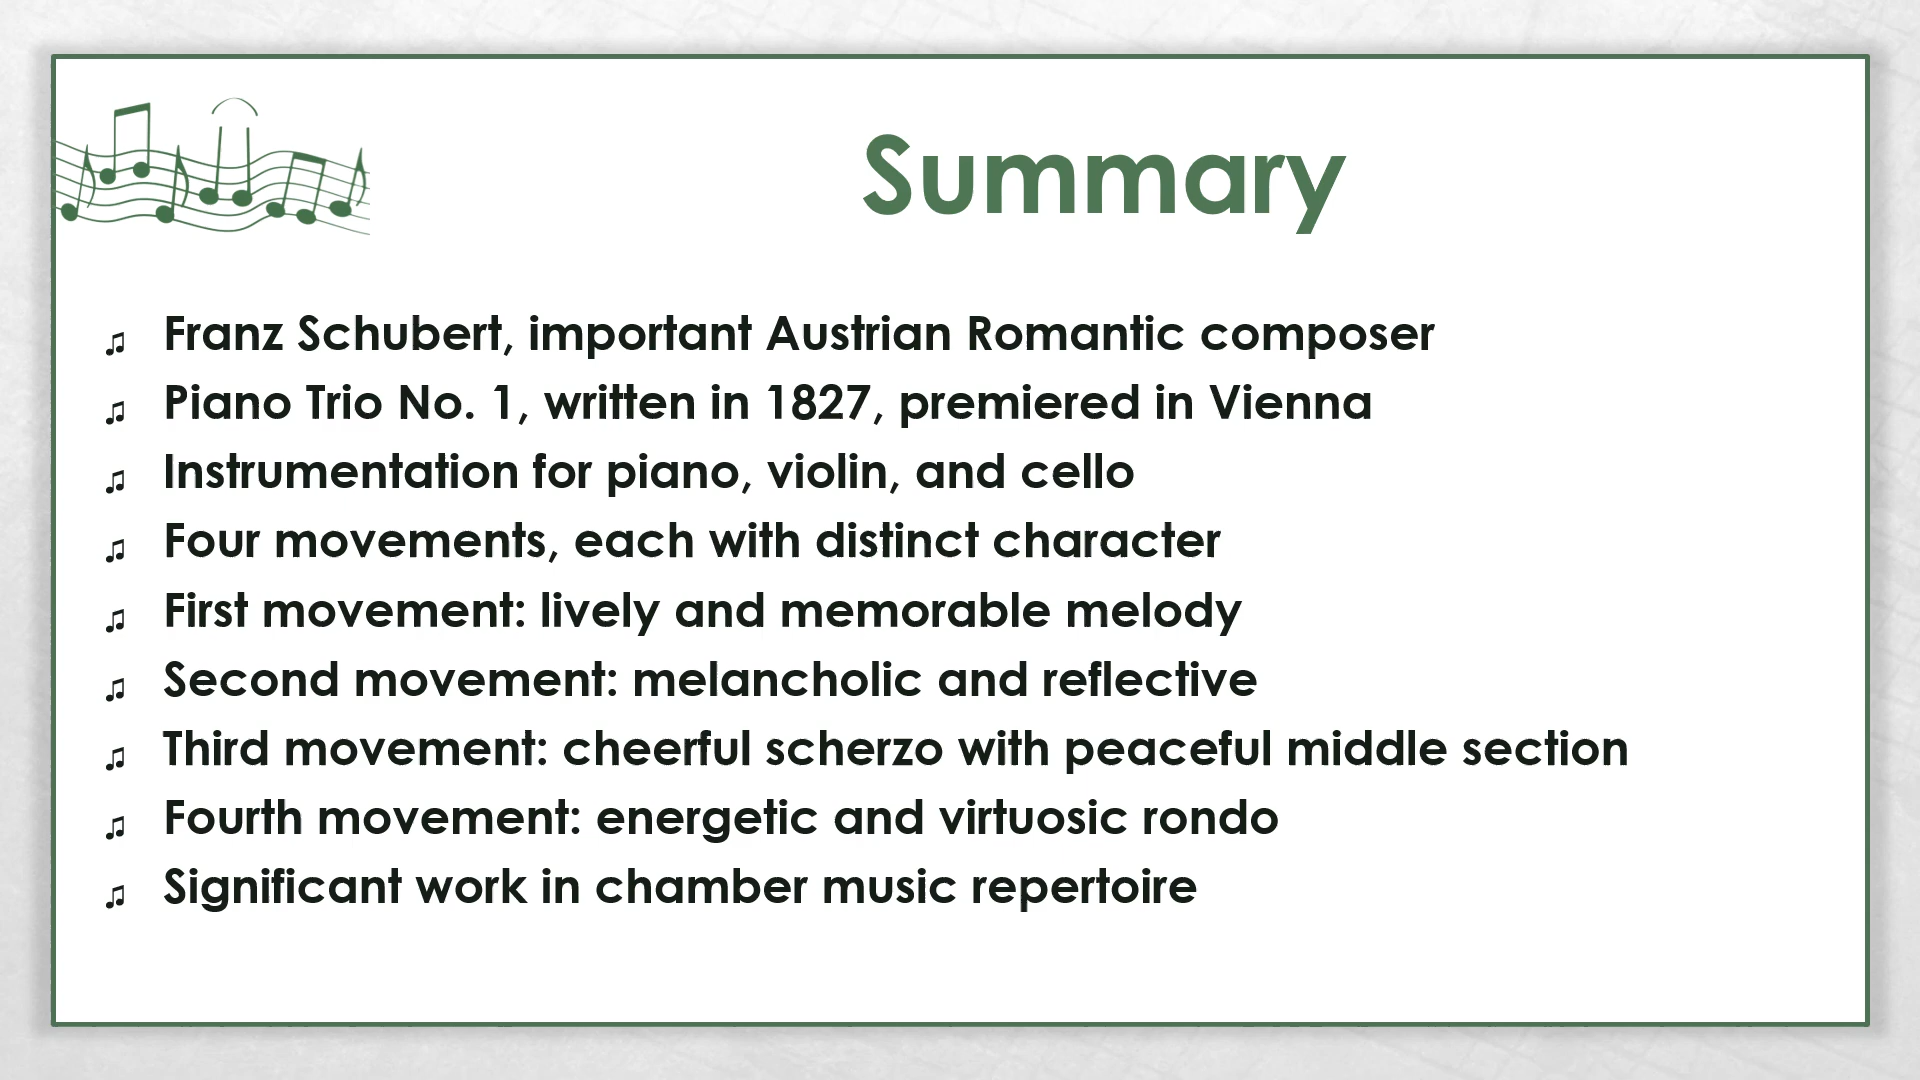 Summary
♫ Franz Schubert, important Austrian Romantic composer
♫ Piano Trio No. 1, written in 1827, premiered in Vienna
♫ Instrumentation for piano, violin, and cello
♫ Four movements, each with distinct character
♫ First movement: lively and memorable melody
♫ Second movement: melancholic and reflective
♫ Third movement: cheerful scherzo with peaceful middle section
♫ Fourth movement: energetic and virtuosic rondo
♫ Significant work in chamber music repertoire